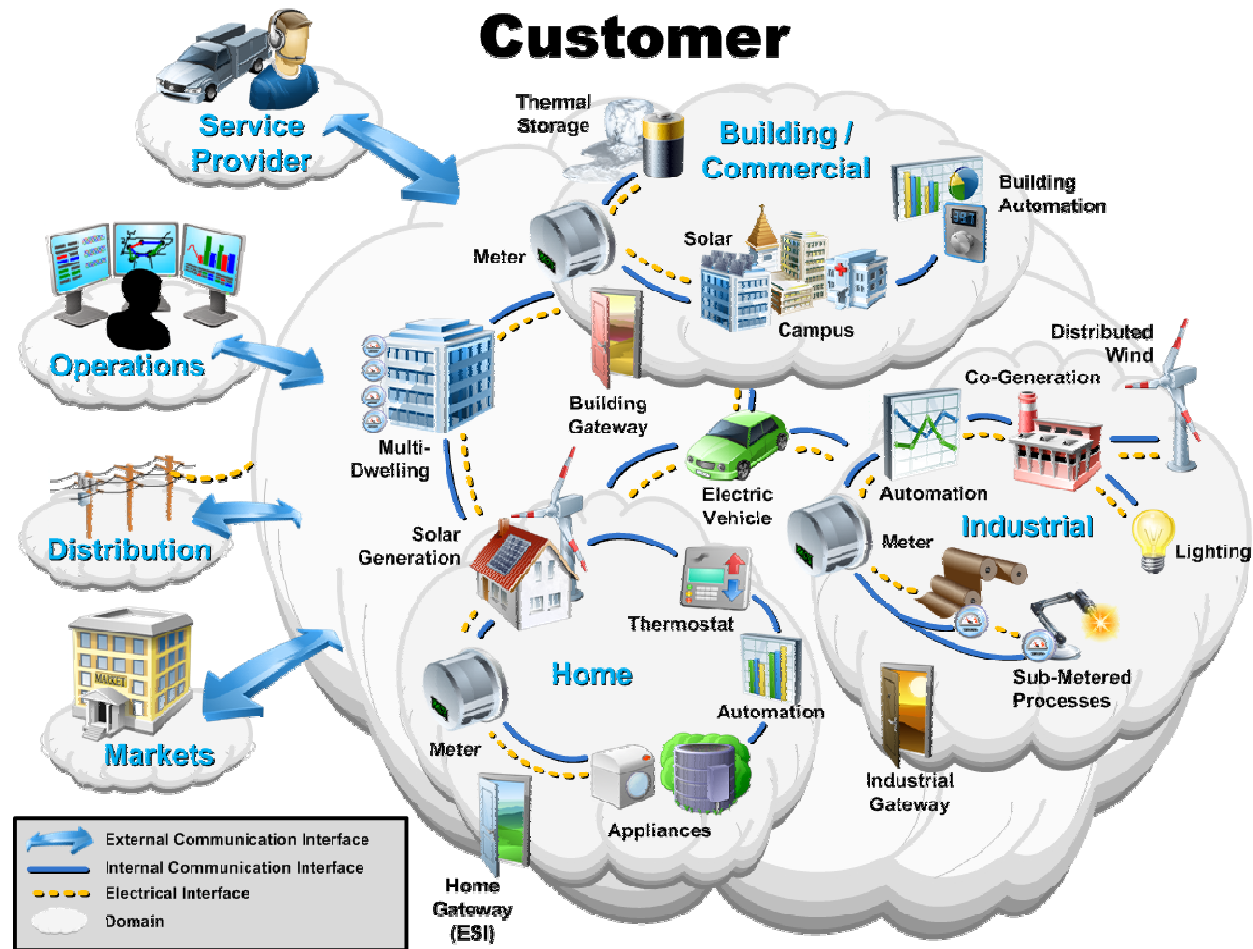 Customer
Service
Provider
Thermal
Storage
Building /
Commercial
Building
Automation
Meter
Solar
Campus
Operations
Multi-
Dwelling
Building
Gateway
Distributed
Wind
Co-Generation
Electric
Vehicle
Automation
Industrial
Meter
Lighting
Distribution
Solar
Generation
Thermostat
Home
Automation
Sub-Metered
Processes
MARKET
Markets
Meter
Appliances
Industrial
Gateway
Home
Gateway
(ESI)
External Communication Interface
Internal Communication Interface
Electrical Interface
Domain